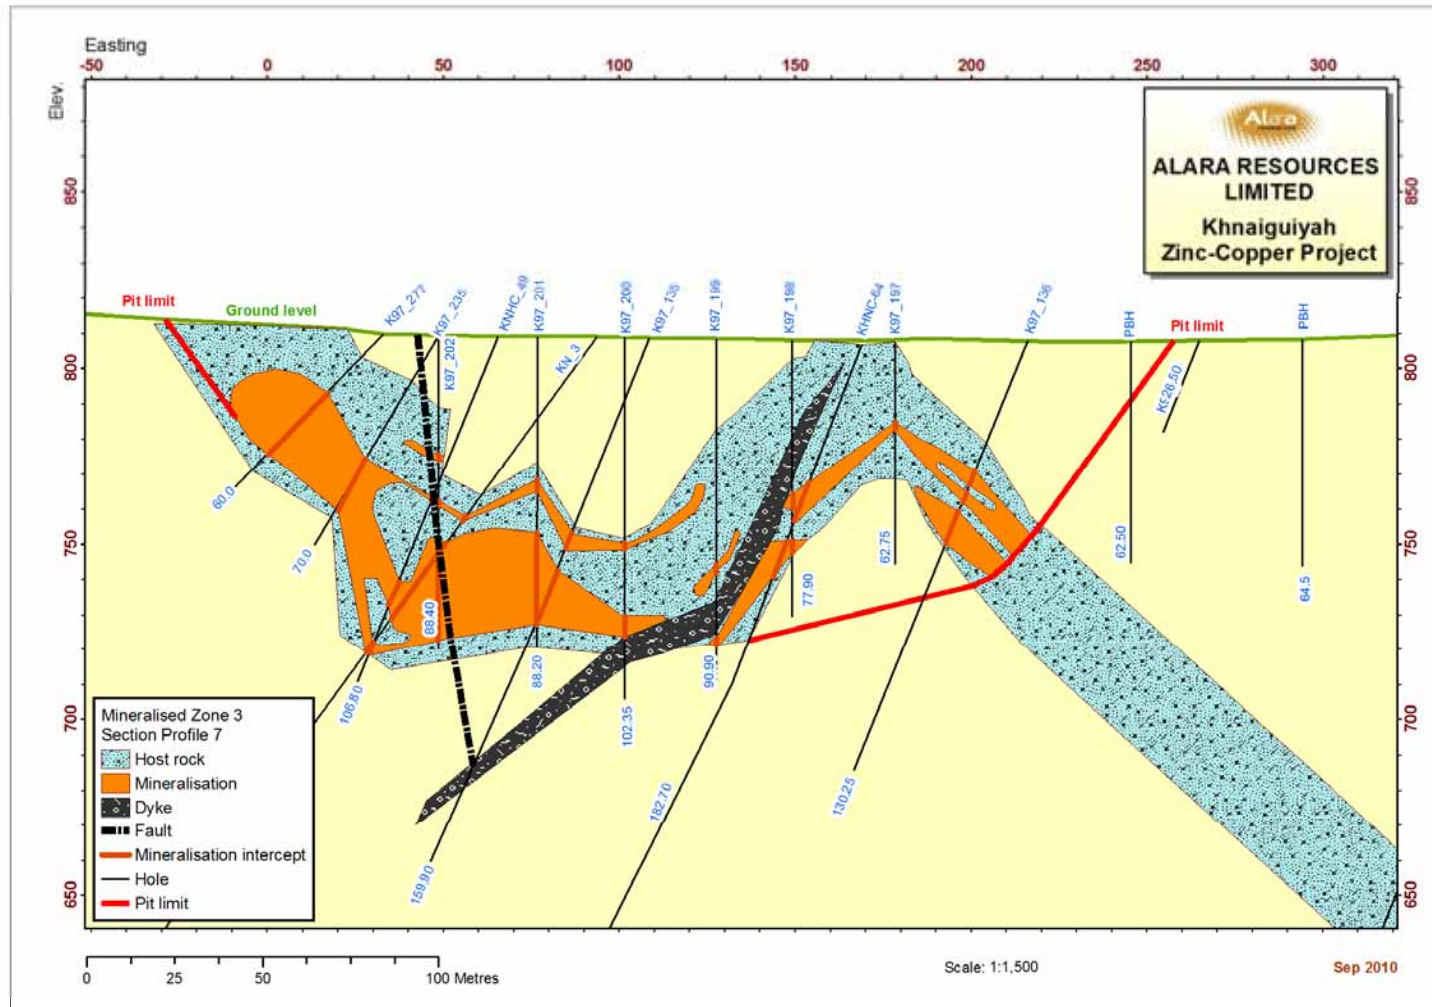 Easting
-50 0 50 100 150 200 250 300
Elev.
850
800
750
700
650
850
800
750
700
650
Alara
ALARA RESOURCES
LIMITED
Khnaiguiyah
Zinc-Copper Project
Pit limit
Ground level
K97_277
K97_235
K97_202
KNHC_49
K97_201
KN_3
K97_200
K97_135
K97_199
K97_198
KHNC-64
K97_197
K97_136
PBH
Pit limit
PBH
26.50
60.0
70.0
106.80
88.40
159.90
88.20
102.35
90.90
182.70
77.90
130.25
62.75
62.50
64.5
Mineralised Zone 3
Section Profile 7
Host rock
Mineralisation
Dyke
Fault
Mineralisation intercept
Hole
Pit limit
0 25 50 100 Metres
Scale: 1:1,500
Sep 2010